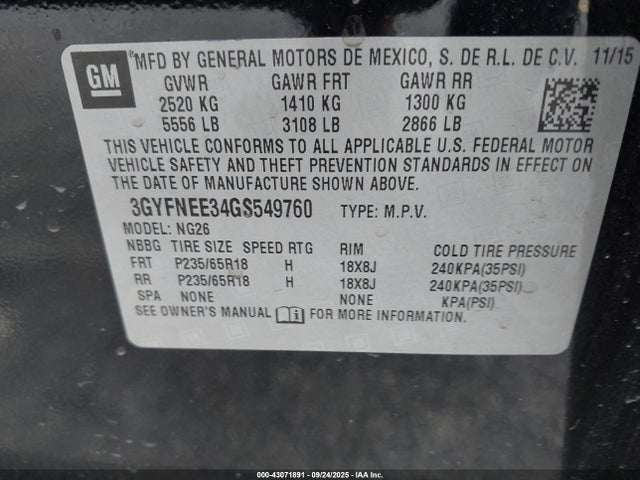 GM
MFD BY GENERAL MOTORS DE MEXICO, S. DE R.L. DE C.V. 11/15
GVWR GAWR FRT GAWR RR
2520 KG 1410 KG 1300 KG
5556 LB 3108 LB 2866 LB
THIS VEHICLE CONFORMS TO ALL APPLICABLE U.S. FEDERAL MOTOR
VEHICLE SAFETY AND THEFT PREVENTION STANDARDS IN EFFECT ON
THE DATE OF MANUFACTURE SHOWN ABOVE.
3GYFNEE34GS549760 TYPE: M.P.V.
MODEL: NG26
NBBG TIRE SIZE SPEED RTG RIM COLD TIRE PRESSURE
FRT P235/65R18 H 18X8J 240KPA(35PSI)
RR P235/65R18 H 18X8J 240KPA(35PSI)
SPA NONE NONE KPA(PSI)
SEE OWNER'S MANUAL FOR MORE INFORMATION.
000-43071891 - 09/24/2025 - IAA Inc.